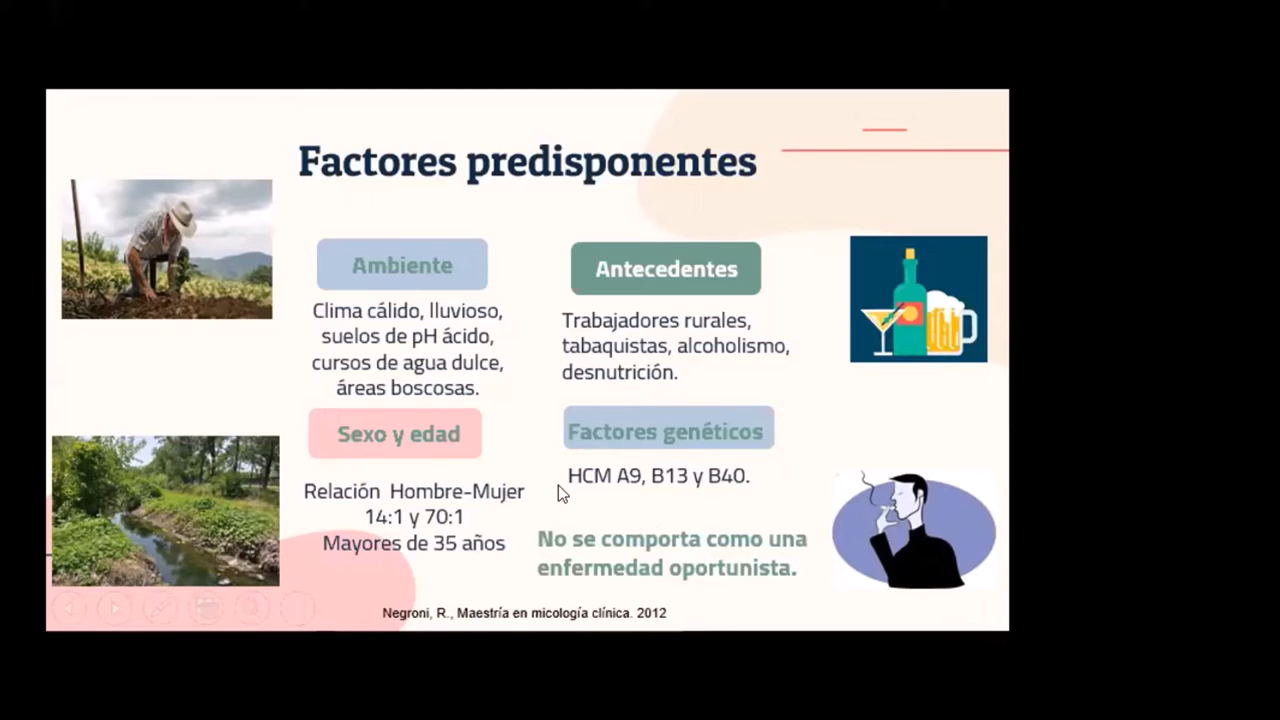 Factores predisponentes
Ambiente
Clima cálido, lluvioso,
suelos de pH ácido,
cursos de agua dulce,
áreas boscosas.
Antecedentes
Trabajadores rurales,
tabaquistas, alcoholismo,
desnutrición.
Sexo y edad
Relación Hombre-Mujer
14:1 y 70:1
Mayores de 35 años
Factores genéticos
HCM A9, B13 y B40.
No se comporta como una
enfermedad oportunista.
Negroni, R., Maestría en micología clínica. 2012